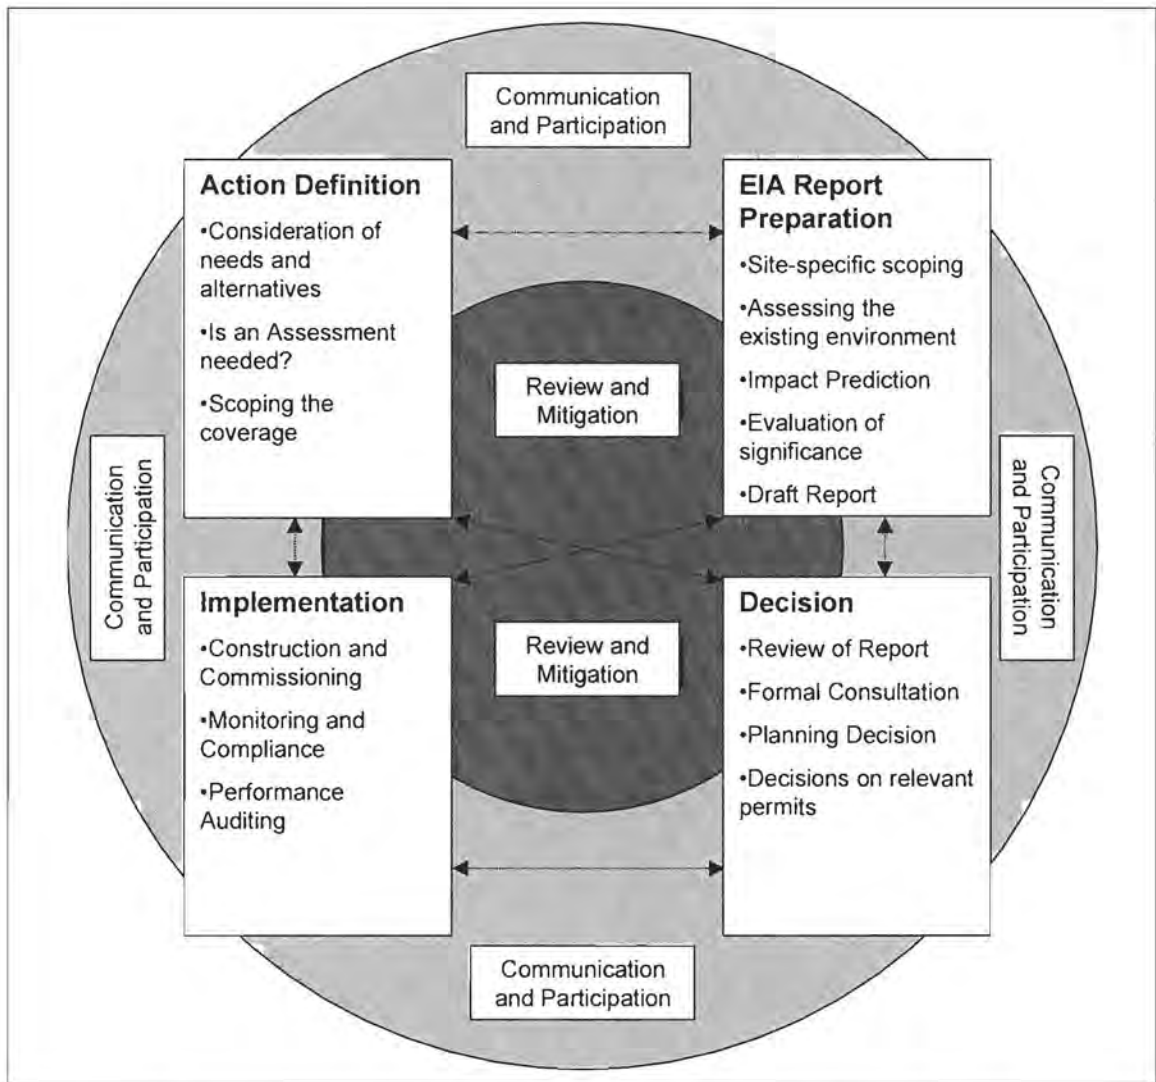 Communication
and Participation
Action Definition
•Consideration of
needs and
alternatives
•Is an Assessment
needed?
•Scoping the
coverage
EIA Report
Preparation
•Site-specific scoping
•Assessing the
existing environment
•Impact Prediction
•Evaluation of
significance
•Draft Report
Review and
Mitigation
Communication
and Participation
Communication
and Participation
Implementation
•Construction and
Commissioning
•Monitoring and
Compliance
•Performance
Auditing
Review and
Mitigation
Decision
•Review of Report
•Formal Consultation
•Planning Decision
•Decisions on relevant
permits
Communication
and Participation